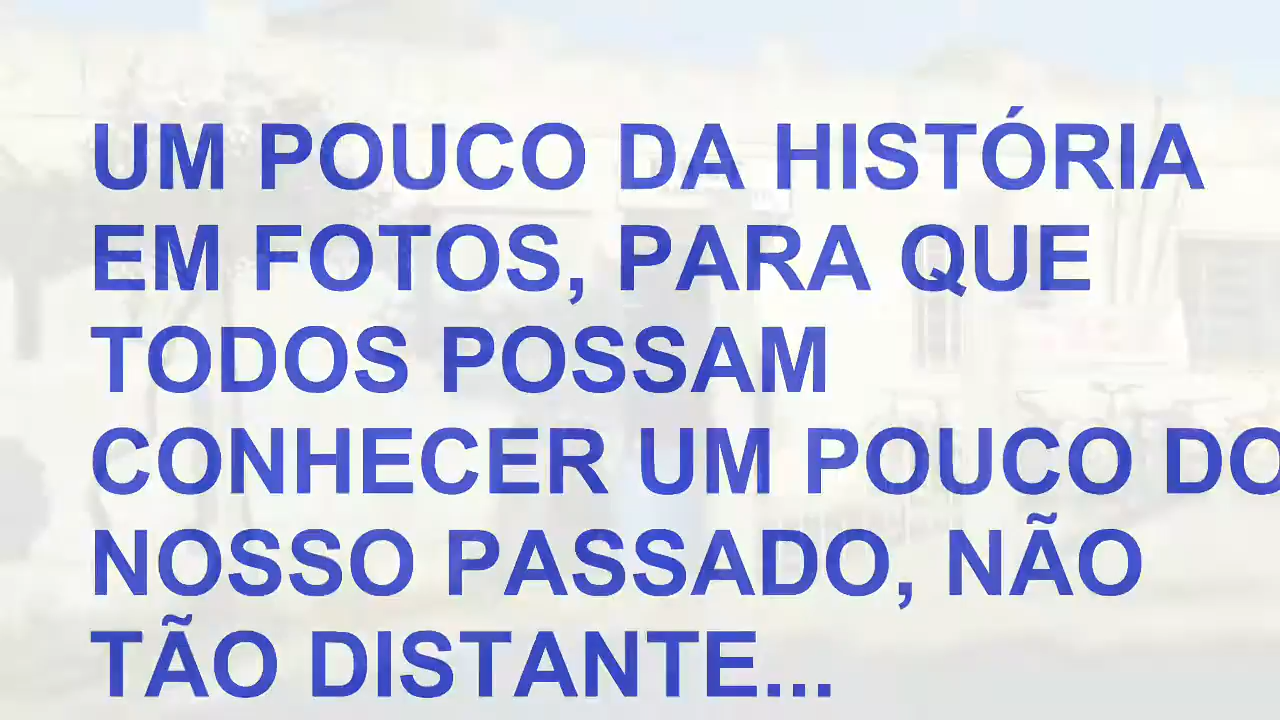 UM POUCO DA HISTÓRIA
EM FOTOS, PARA QUE
TODOS POSSAM
CONHECER UM POUCO DO
NOSSO PASSADO, NÃO
TÃO DISTANTE...